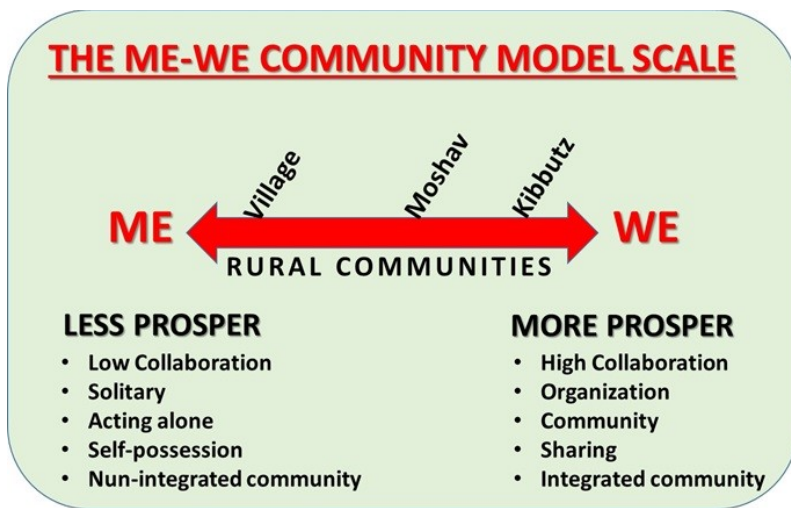 THE ME-WE COMMUNITY MODEL SCALE
Village
Moshav
Kibbutz
ME
WE
RURAL COMMUNITIES
LESS PROSPER
• Low Collaboration
• Solitary
• Acting alone
• Self-possession
• Nun-integrated community
MORE PROSPER
• High Collaboration
• Organization
• Community
• Sharing
• Integrated community